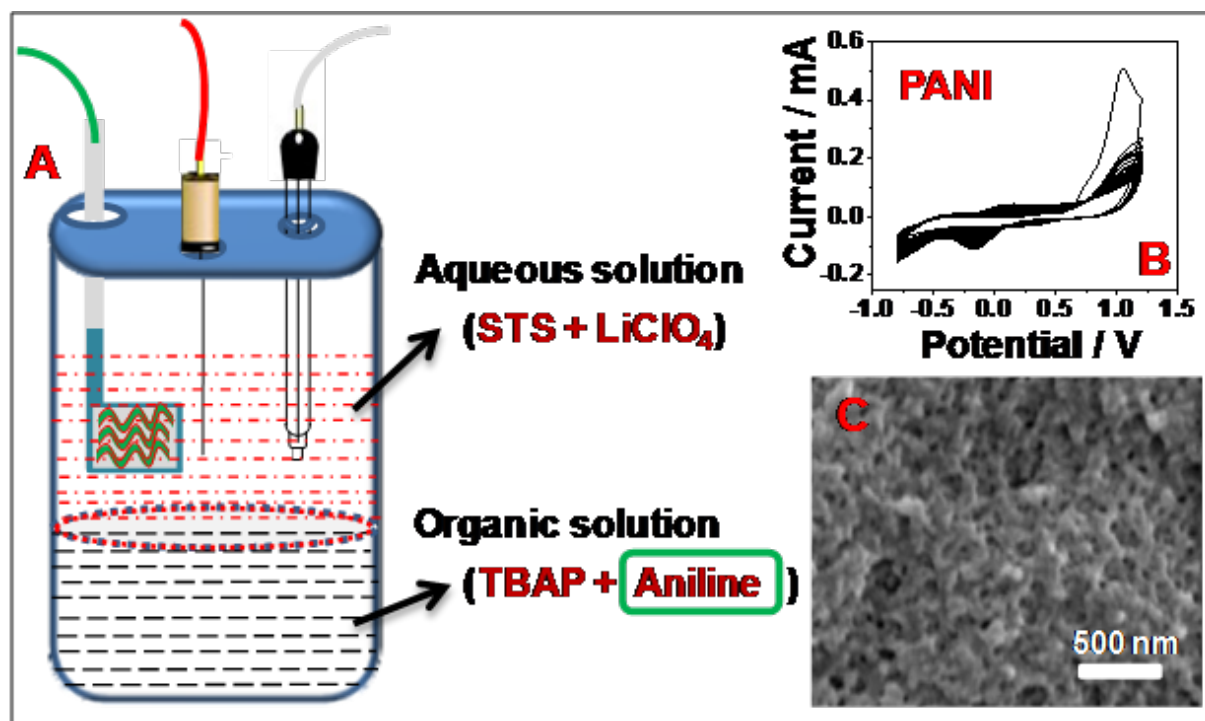 A
Aqueous solution
(STS + LiClO₄)
Organic solution
(TBAP + Aniline )
PANI
B
Current / mA
0.6
0.4
0.2
0.0
-0.2
-1.0 -0.5 0.0 0.5 1.0 1.5
Potential / V
C
500 nm